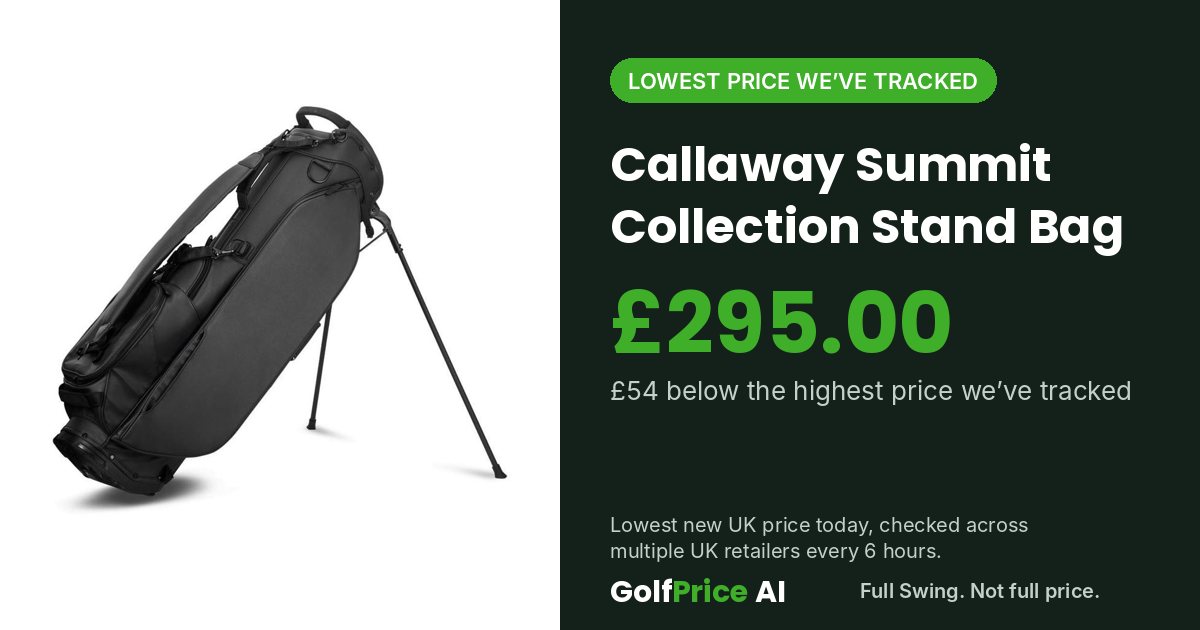 LOWEST PRICE WE’VE TRACKED
Callaway Summit
Collection Stand Bag
£295.00
£54 below the highest price we’ve tracked
Lowest new UK price today, checked across
multiple UK retailers every 6 hours.
GolfPrice AI
Full Swing. Not full price.